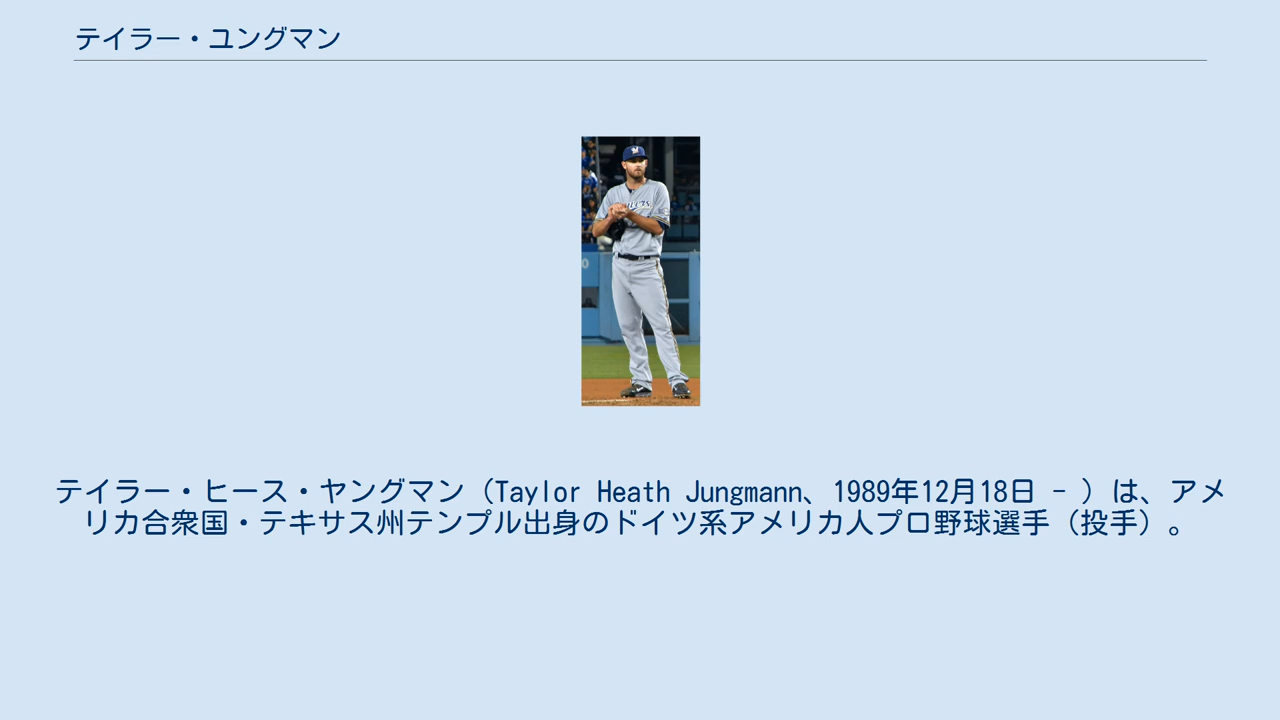 テイラー・ユングマン
テイラー・ヒース・ヤングマン（Taylor Heath Jungmann、1989年12月18日 - ）は、アメ
リカ合衆国・テキサス州テンプル出身のドイツ系アメリカ人プロ野球選手（投手）。